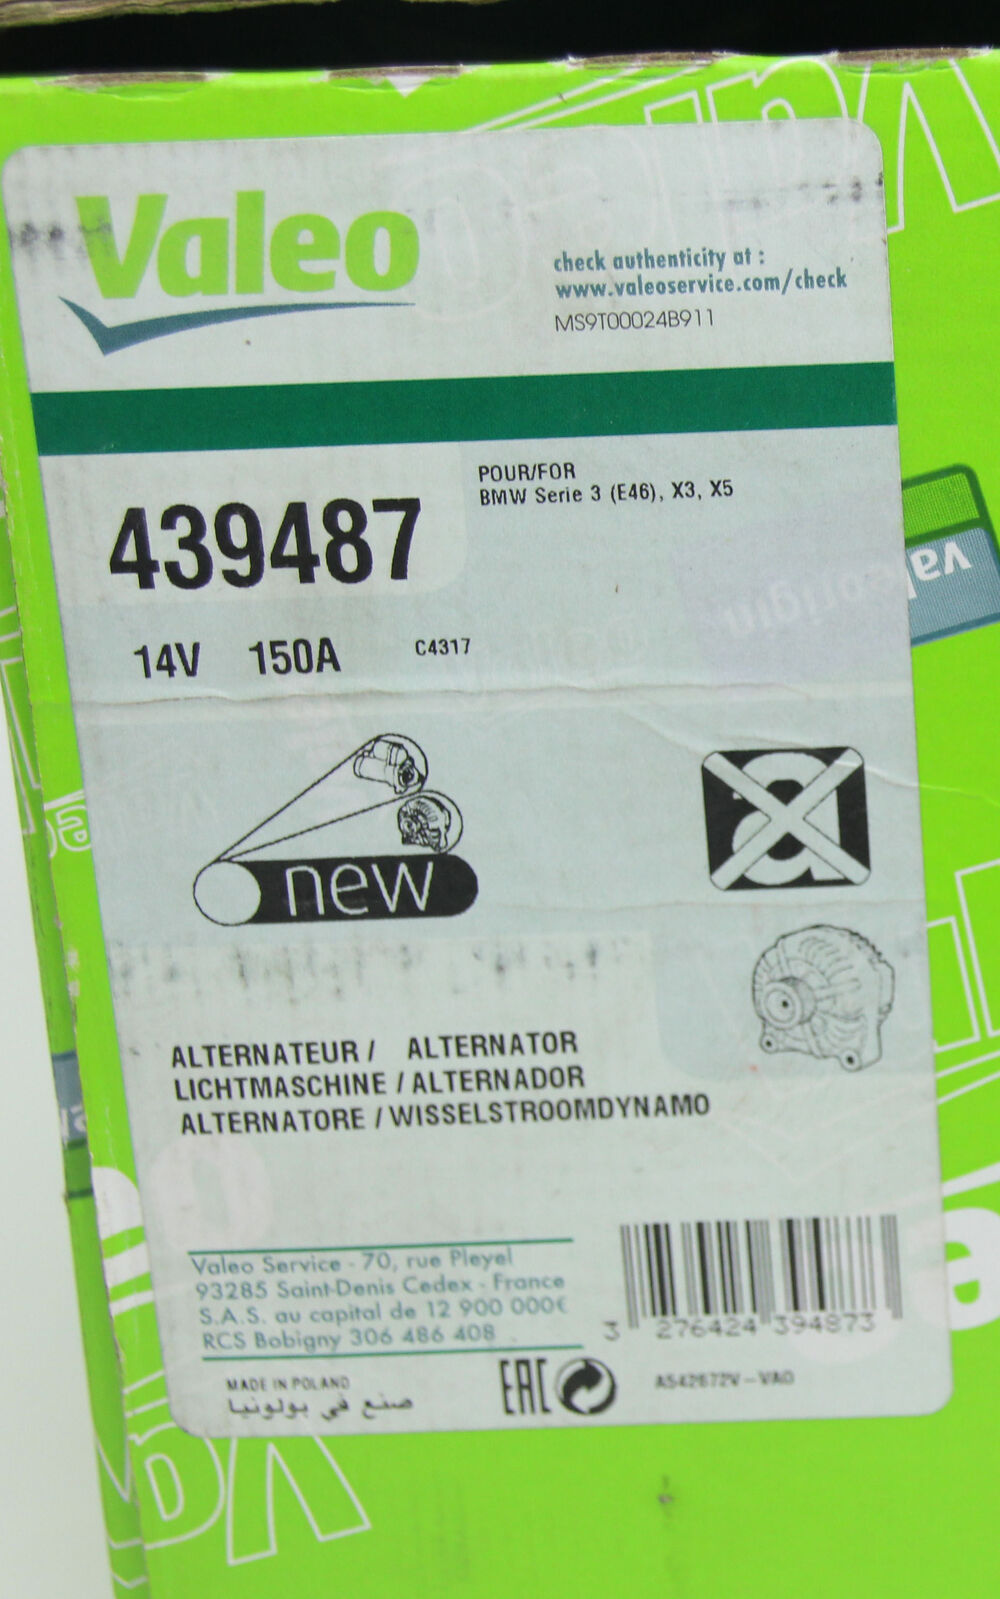 Valeo
check authenticity at :
www.valeoservice.com/check
MS9T00024B911
POUR/FOR
BMW Serie 3 (E46), X3, X5
439487
14V 150A C4317
new
a
ALTERNATEUR / ALTERNATOR
LICHTMASCHINE / ALTERNADOR
ALTERNATORE / WISSELSTROOMDYNAMO
Valeo Service - 70, rue Pleyel
93285 Saint-Denis Cedex - France
S.A.S. au capital de 12 900 000€
RCS Bobigny 306 486 408
3 276424 394873
MADE IN POLAND
صنع في بولونيا
EAC